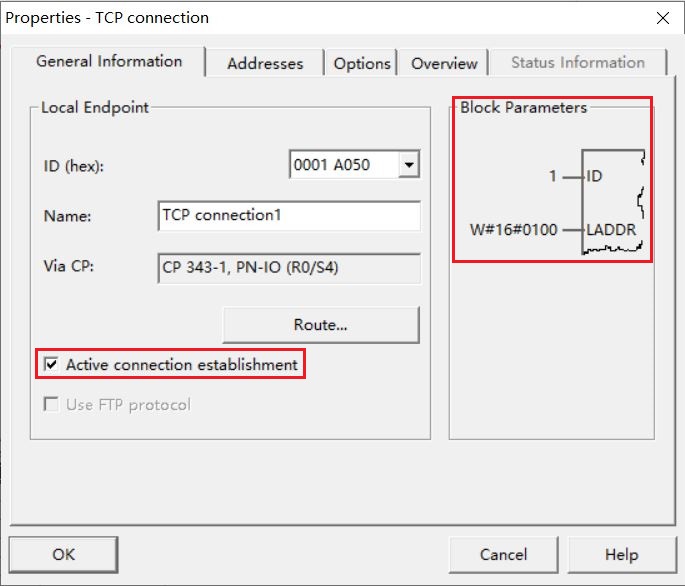 Properties - TCP connection
General Information
Addresses
Options
Overview
Status Information
Local Endpoint
ID (hex):
0001 A050
Name:
TCP connection1
Via CP:
CP 343-1, PN-IO (R0/S4)
Route...
Active connection establishment
Use FTP protocol
Block Parameters
1
ID
W#16#0100
LADDR
OK
Cancel
Help